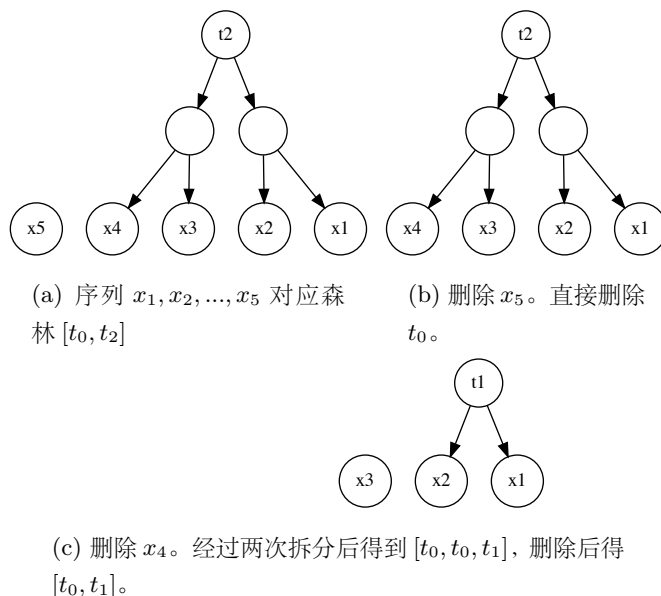 t2
t2
x5 x4 x3 x2 x1
x4 x3 x2 x1
(a) 序列 x₁, x₂, ..., x₅ 对应森
林 [t₀, t₂]
(b) 删除 x₅。直接删除
t₀。
t1
x3 x2 x1
(c) 删除 x₄。经过两次拆分后得到 [t₀, t₀, t₁], 删除后得
[t₀, t₁]。